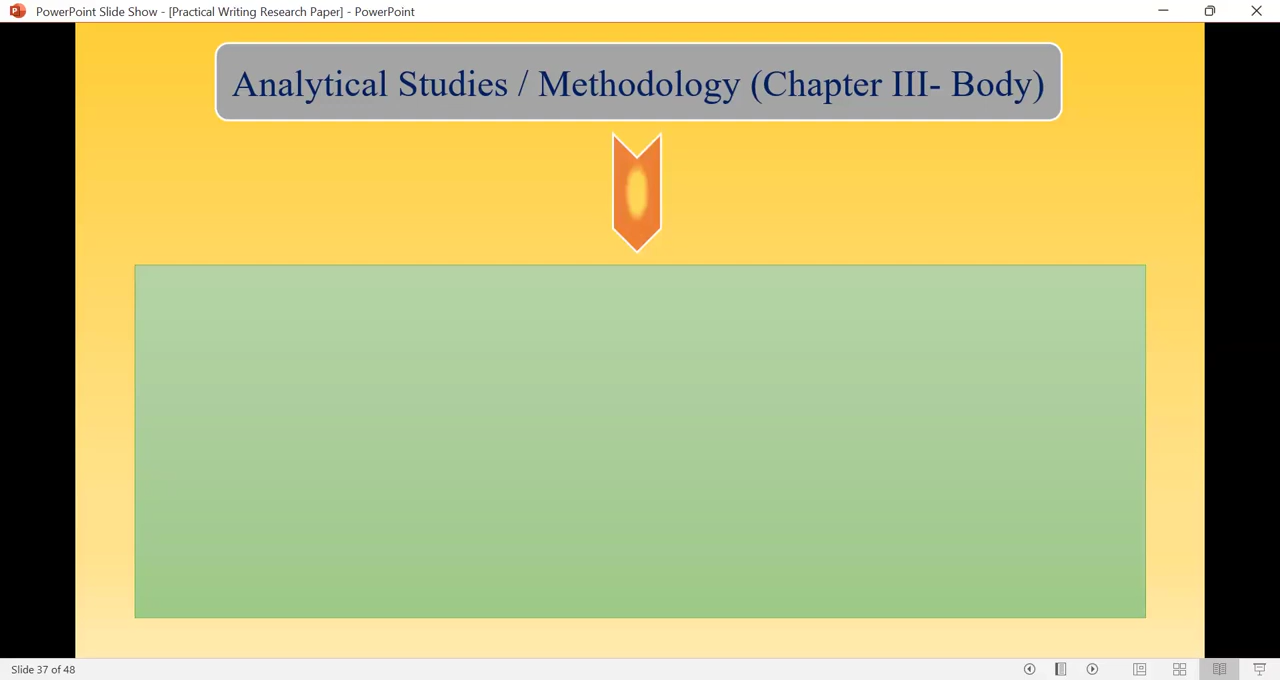 PowerPoint Slide Show - [Practical Writing Research Paper] - PowerPoint
Analytical Studies / Methodology (Chapter III- Body)
Slide 37 of 48